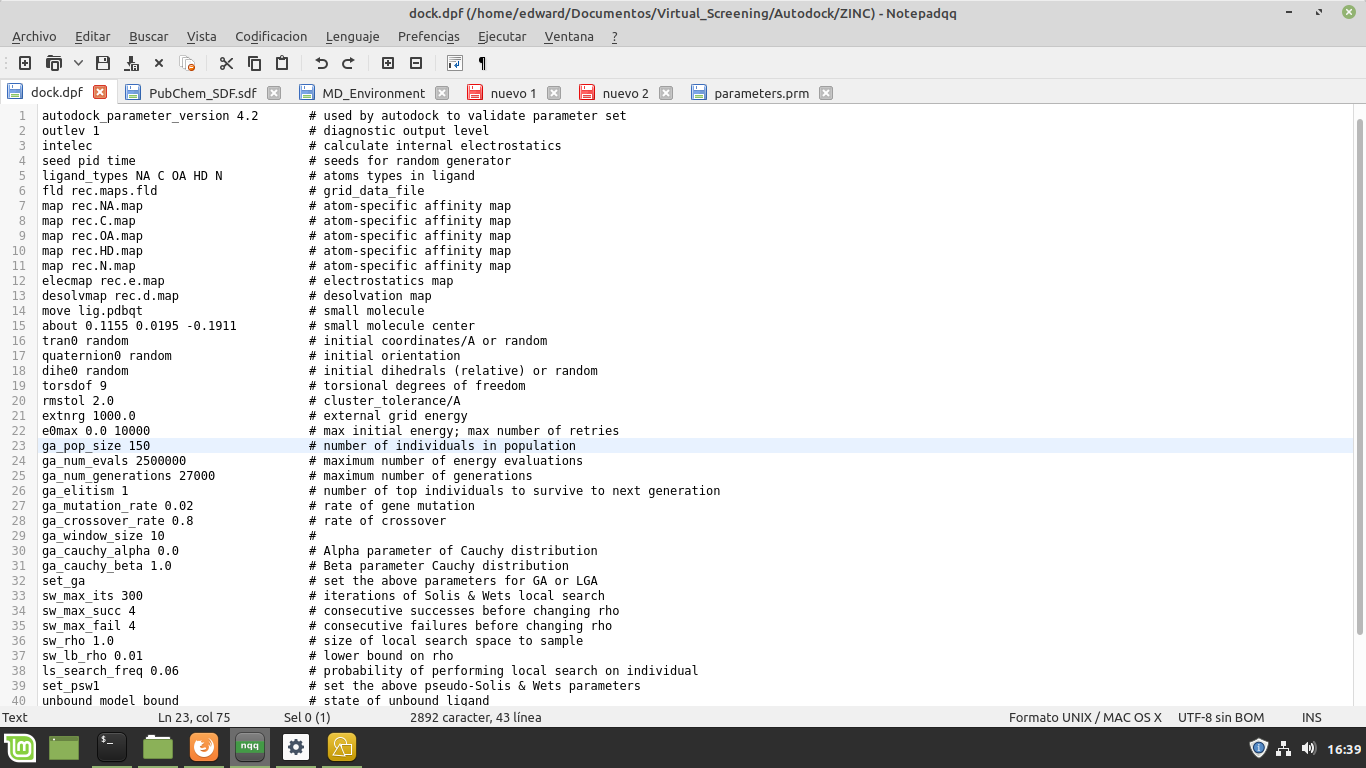 dock.dpf (/home/edward/Documentos/Virtual_Screening/Autodock/ZINC) - Notepadqq
Archivo Editar Buscar Vista Codificacion Lenguaje Prefencias Ejecutar Ventana ?
dock.dpf PubChem_SDF.sdf MD_Environment nuevo 1 nuevo 2 parameters.prm
1 autodock_parameter_version 4.2 # used by autodock to validate parameter set
2 outlev 1 # diagnostic output level
3 intelec # calculate internal electrostatics
4 seed pid time # seeds for random generator
5 ligand_types NA C OA HD N # atoms types in ligand
6 fld rec.maps.fld # grid_data_file
7 map rec.NA.map # atom-specific affinity map
8 map rec.C.map # atom-specific affinity map
9 map rec.OA.map # atom-specific affinity map
10 map rec.HD.map # atom-specific affinity map
11 map rec.N.map # atom-specific affinity map
12 elecmap rec.e.map # electrostatics map
13 desolvmap rec.d.map # desolvation map
14 move lig.pdbqt # small molecule
15 about 0.1155 0.0195 -0.1911 # small molecule center
16 tran0 random # initial coordinates/A or random
17 quaternion0 random # initial orientation
18 dihe0 random # initial dihedrals (relative) or random
19 torsdof 9 # torsional degrees of freedom
20 rmstol 2.0 # cluster_tolerance/A
21 extnrg 1000.0 # external grid energy
22 e0max 0.0 10000 # max initial energy; max number of retries
23 ga_pop_size 150 # number of individuals in population
24 ga_num_evals 2500000 # maximum number of energy evaluations
25 ga_num_generations 27000 # maximum number of generations
26 ga_elitism 1 # number of top individuals to survive to next generation
27 ga_mutation_rate 0.02 # rate of gene mutation
28 ga_crossover_rate 0.8 # rate of crossover
29 ga_window_size 10 #
30 ga_cauchy_alpha 0.0 # Alpha parameter of Cauchy distribution
31 ga_cauchy_beta 1.0 # Beta parameter Cauchy distribution
32 set_ga # set the above parameters for GA or LGA
33 sw_max_its 300 # iterations of Solis & Wets local search
34 sw_max_succ 4 # consecutive successes before changing rho
35 sw_max_fail 4 # consecutive failures before changing rho
36 sw_rho 1.0 # size of local search space to sample
37 sw_lb_rho 0.01 # lower bound on rho
38 ls_search_freq 0.06 # probability of performing local search on individual
39 set_psw1 # set the above pseudo-Solis & Wets parameters
40 unbound_model bound # state of unbound ligand
Text Ln 23, col 75 Sel 0 (1) 2892 caracter, 43 línea Formato UNIX / MAC OS X UTF-8 sin BOM INS
$_ nqq 16:39